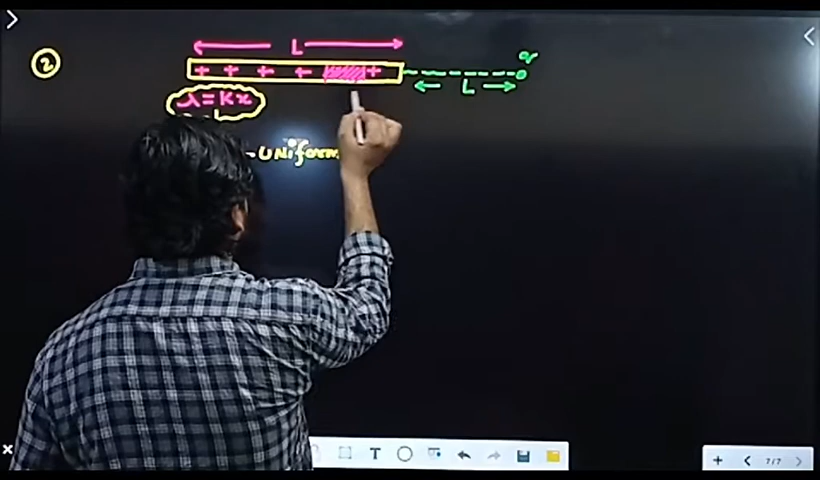 ②
L
+ + + + +
q
L
λ = Kx
- UNiform
T
7/7